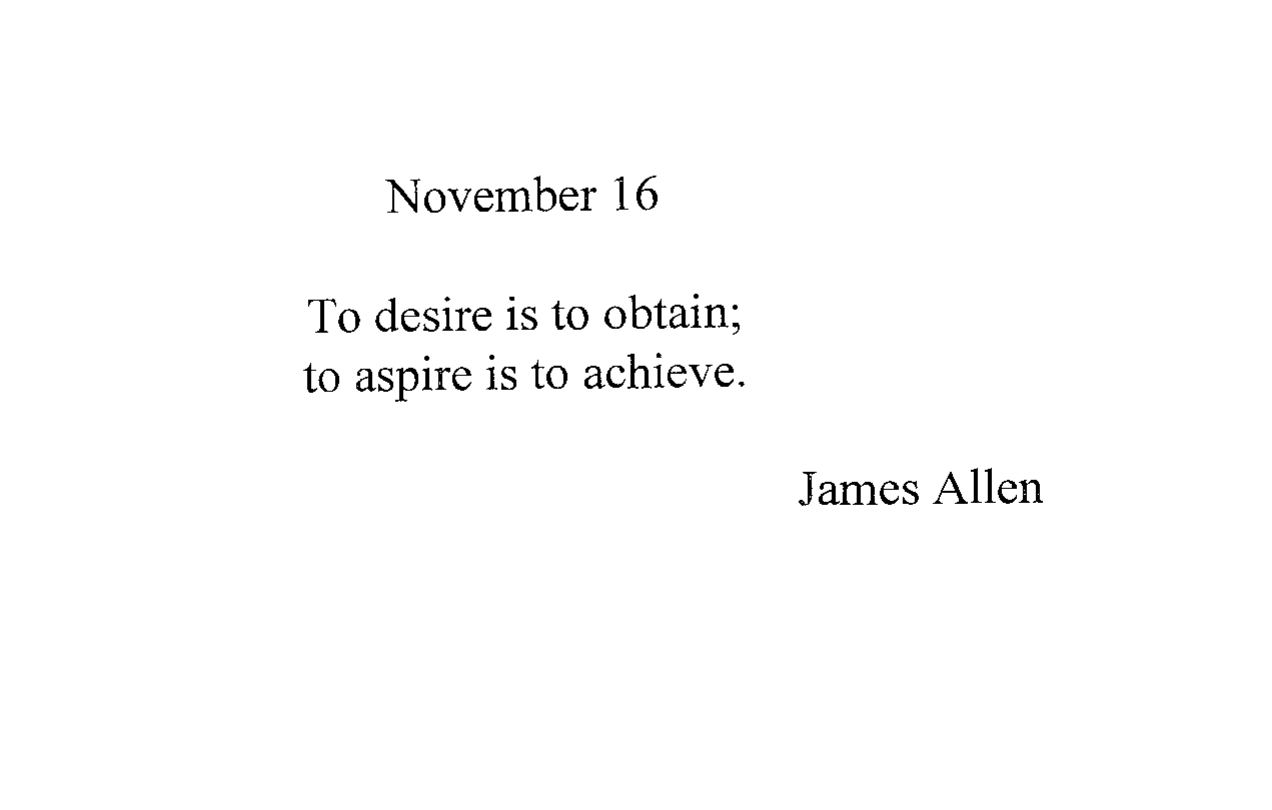 November 16
To desire is to obtain;
to aspire is to achieve.
James Allen